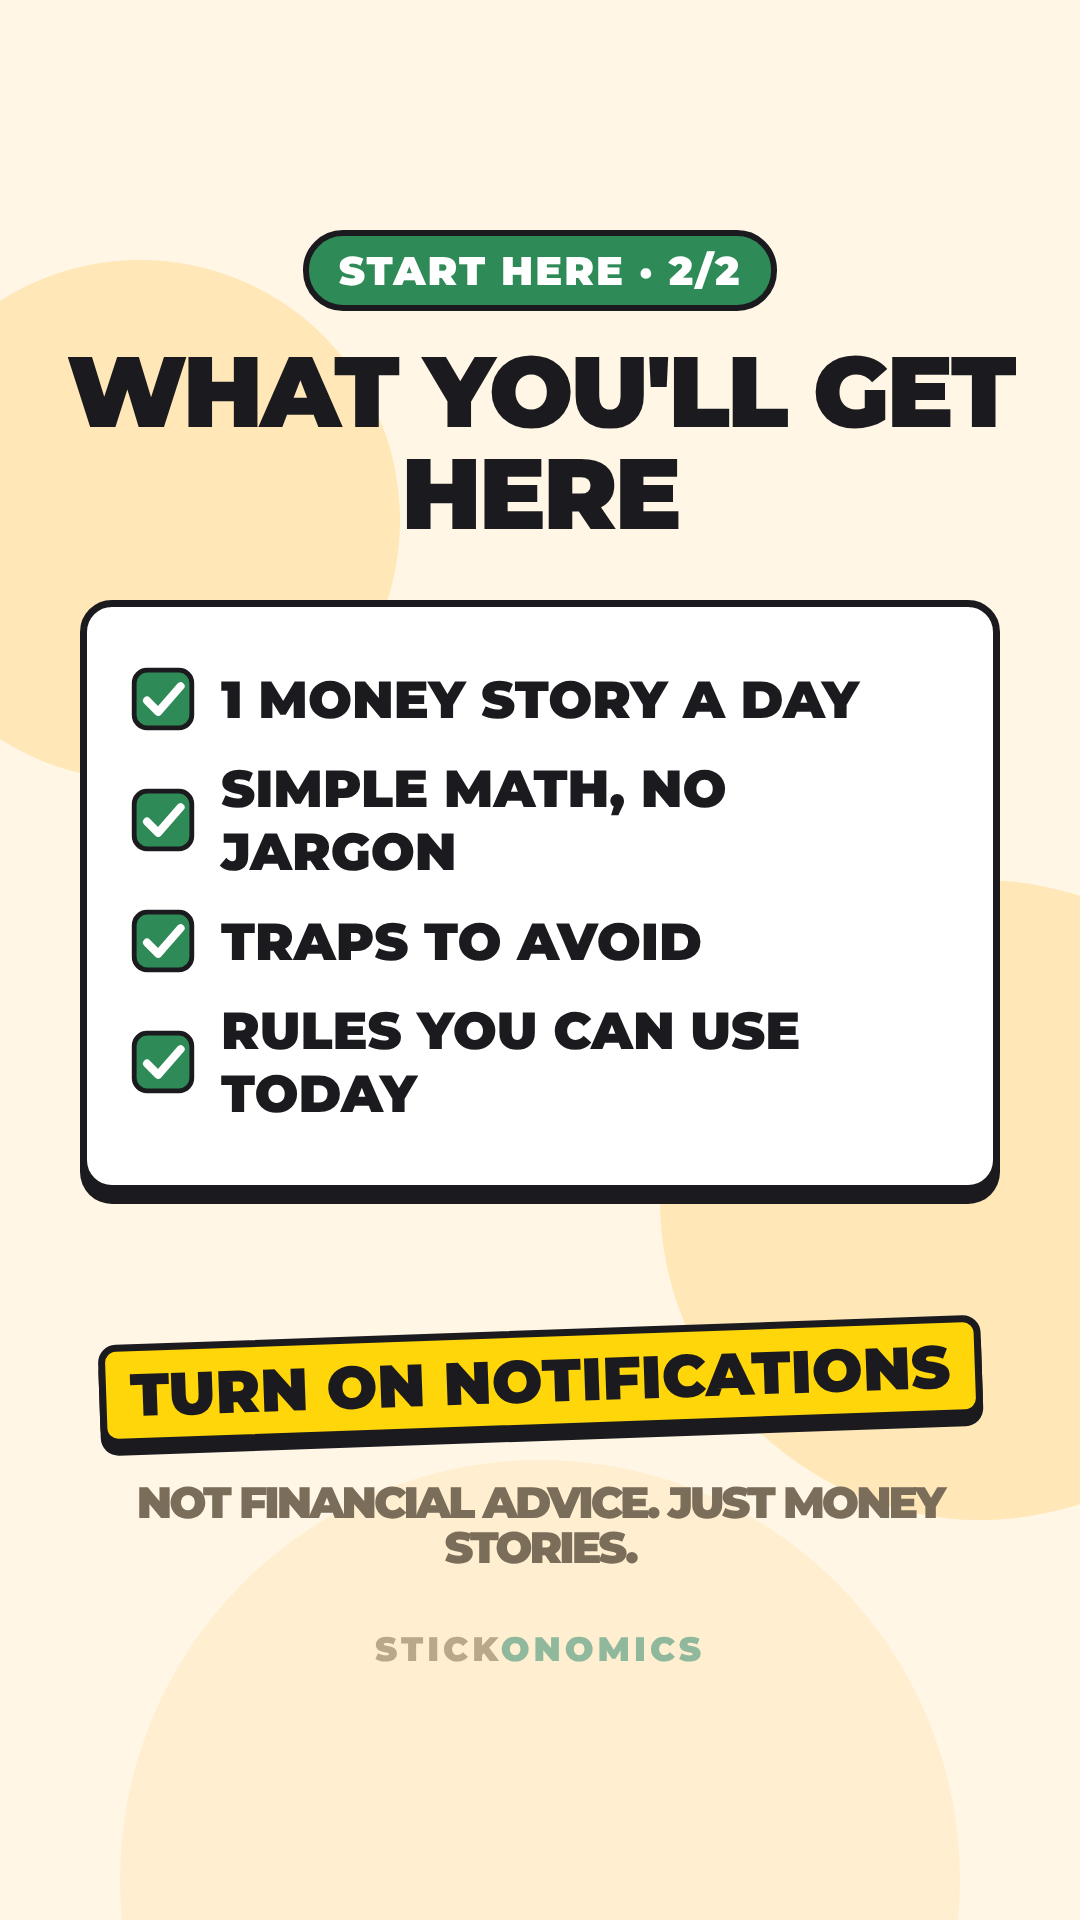 START HERE • 2/2
WHAT YOU'LL GET
HERE
1 MONEY STORY A DAY
SIMPLE MATH, NO
JARGON
TRAPS TO AVOID
RULES YOU CAN USE
TODAY
TURN ON NOTIFICATIONS
NOT FINANCIAL ADVICE. JUST MONEY
STORIES.
STICKONOMICS